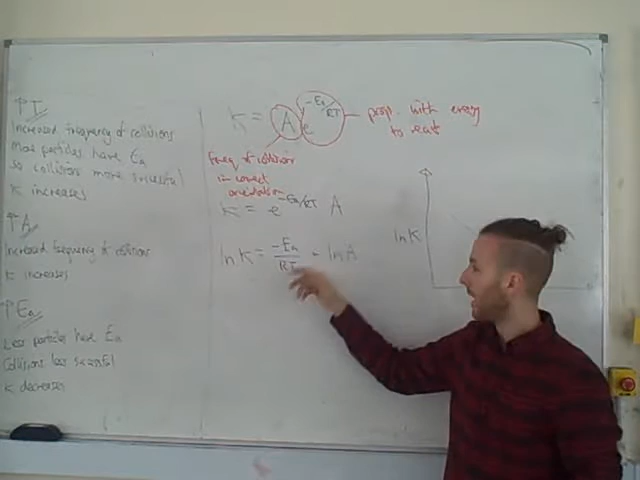 ↑T
Increased frequency of collisions
More particles have Ea
so collisions more successful
K increases
↑A
Increased frequency of collisions
K increases
↑Ea
Less particles have Ea
Collisions less successful
K decreases
K = A e^-Ea/RT
prop. with energy
to react
Freq of collision
in correct
orientation
K = e^-Ea/RT A
ln K = -Ea/RT + ln A
ln K